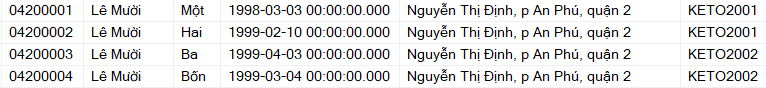 04200001 Lê Mười Một 1998-03-03 00:00:00.000 Nguyễn Thị Định, p An Phú, quận 2 KETO2001
04200002 Lê Mười Hai 1999-02-10 00:00:00.000 Nguyễn Thị Định, p An Phú, quận 2 KETO2001
04200003 Lê Mười Ba 1999-04-03 00:00:00.000 Nguyễn Thị Định, p An Phú, quận 2 KETO2002
04200004 Lê Mười Bốn 1999-03-04 00:00:00.000 Nguyễn Thị Định, p An Phú, quận 2 KETO2002